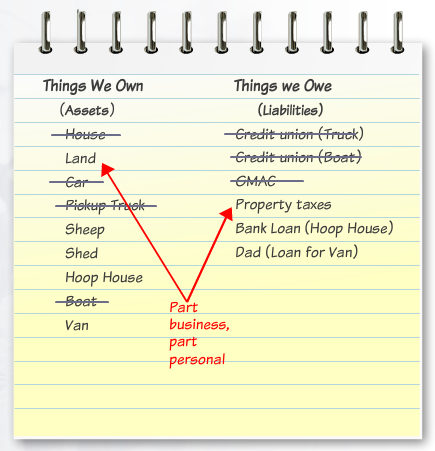 Things We Own
(Assets)
House
Land
Car
Pickup Truck
Sheep
Shed
Hoop House
Boat
Van
Things we Owe
(Liabilities)
Credit union (Truck)
Credit union (Boat)
GMAC
Property taxes
Bank Loan (Hoop House)
Dad (Loan for Van)
Part
business,
part
personal